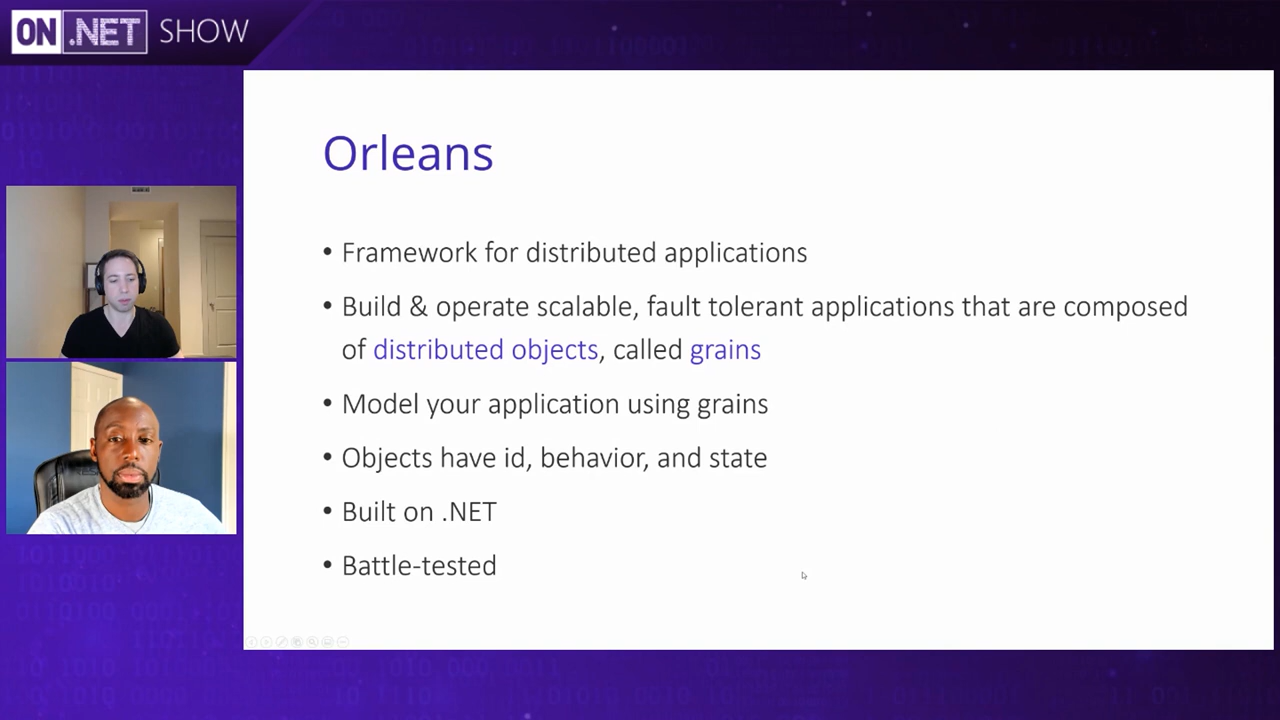 ON .NET SHOW
Orleans
• Framework for distributed applications
• Build & operate scalable, fault tolerant applications that are composed
of distributed objects, called grains
• Model your application using grains
• Objects have id, behavior, and state
• Built on .NET
• Battle-tested